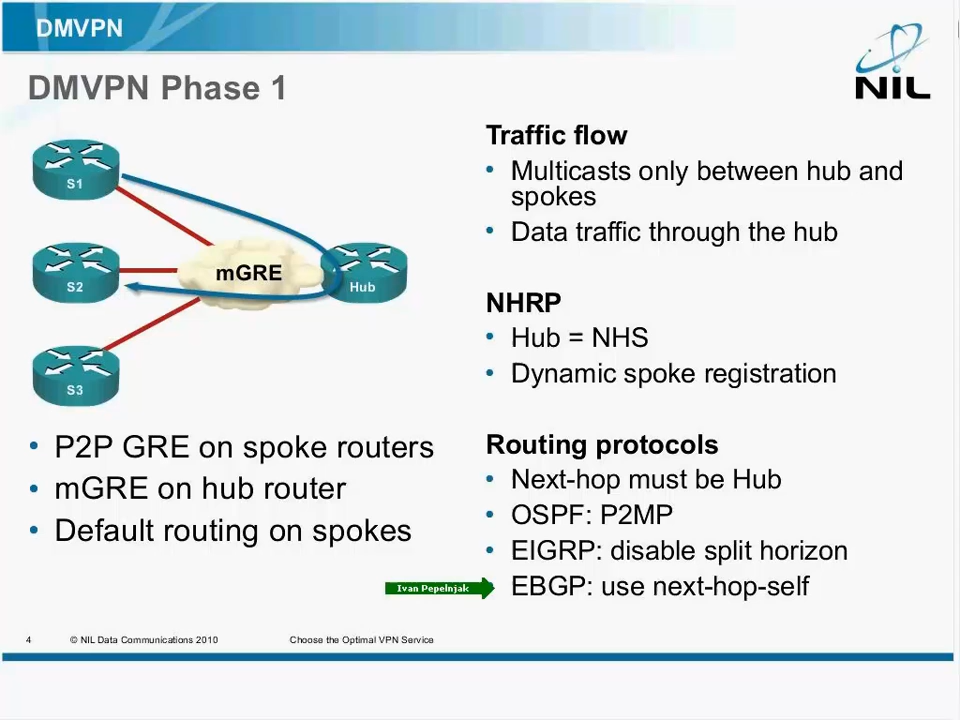 DMVPN
NIL
DMVPN Phase 1
S1
S2
S3
mGRE
Hub
• P2P GRE on spoke routers
• mGRE on hub router
• Default routing on spokes
Traffic flow
• Multicasts only between hub and
spokes
• Data traffic through the hub
NHRP
• Hub = NHS
• Dynamic spoke registration
Routing protocols
• Next-hop must be Hub
• OSPF: P2MP
• EIGRP: disable split horizon
• EBGP: use next-hop-self
Ivan Pepelnjak
4 © NIL Data Communications 2010 Choose the Optimal VPN Service